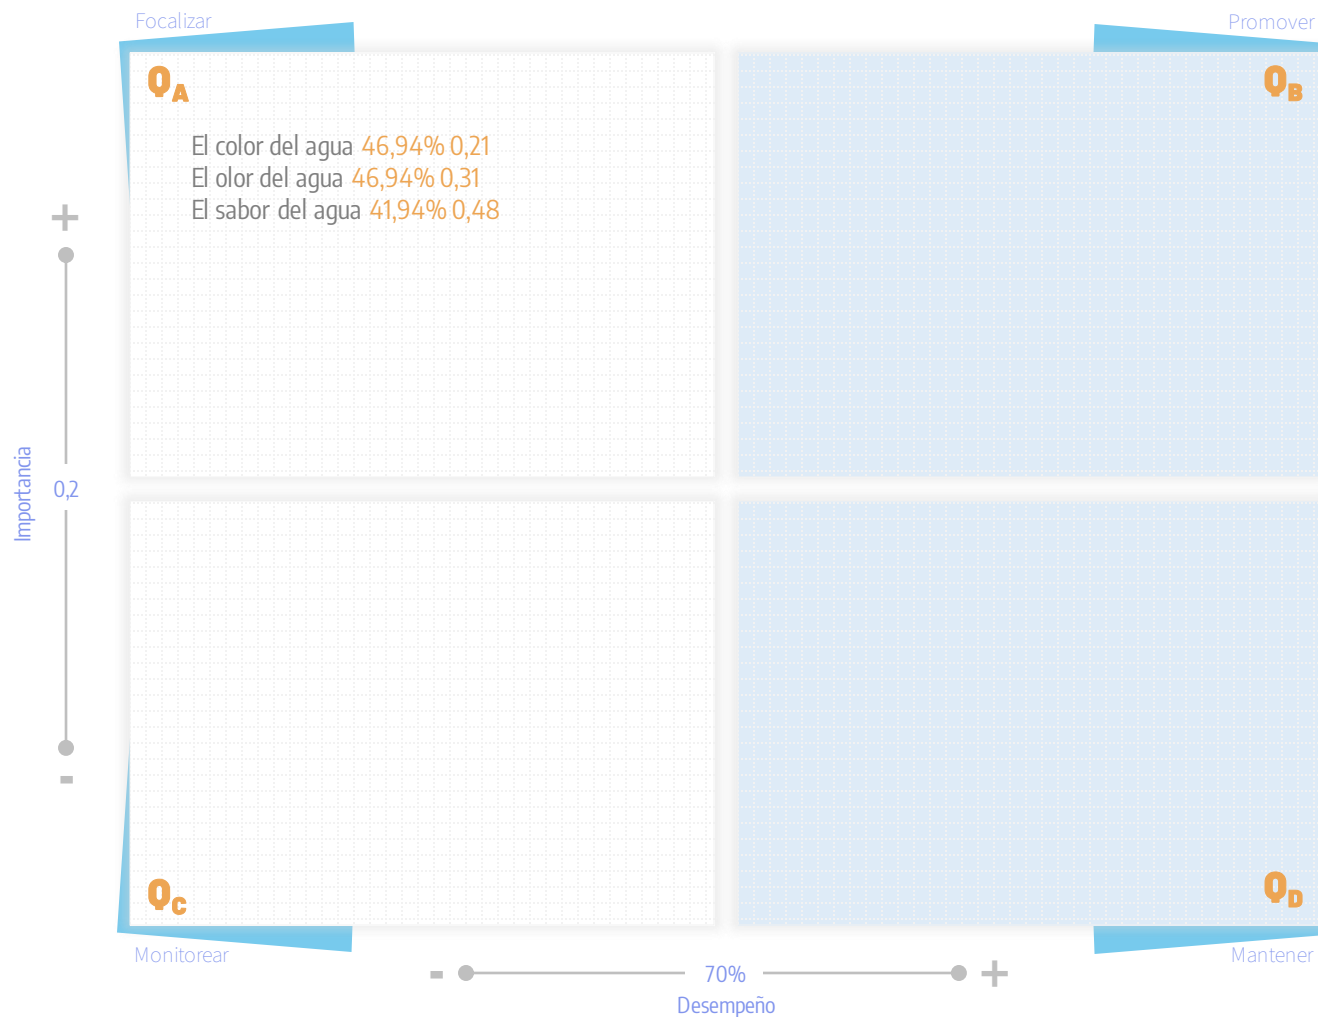 Focalizar
Promover
QA
QB
El color del agua 46,94% 0,21
El olor del agua 46,94% 0,31
El sabor del agua 41,94% 0,48
+
Importancia
0,2
-
QC
QD
Monitorear
Mantener
- 70% +
Desempeño